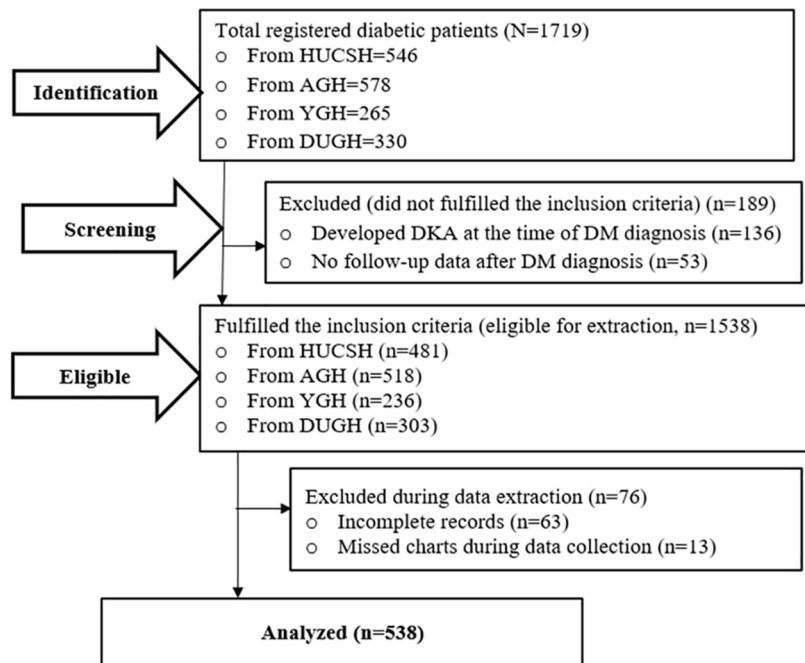 Total registered diabetic patients (N=1719)
○ From HUCSH=546
○ From AGH=578
○ From YGH=265
○ From DUGH=330
Identification
Excluded (did not fulfilled the inclusion criteria) (n=189)
○ Developed DKA at the time of DM diagnosis (n=136)
○ No follow-up data after DM diagnosis (n=53)
Screening
Fulfilled the inclusion criteria (eligible for extraction, n=1538)
○ From HUCSH (n=481)
○ From AGH (n=518)
○ From YGH (n=236)
○ From DUGH (n=303)
Eligible
Excluded during data extraction (n=76)
○ Incomplete records (n=63)
○ Missed charts during data collection (n=13)
Analyzed (n=538)